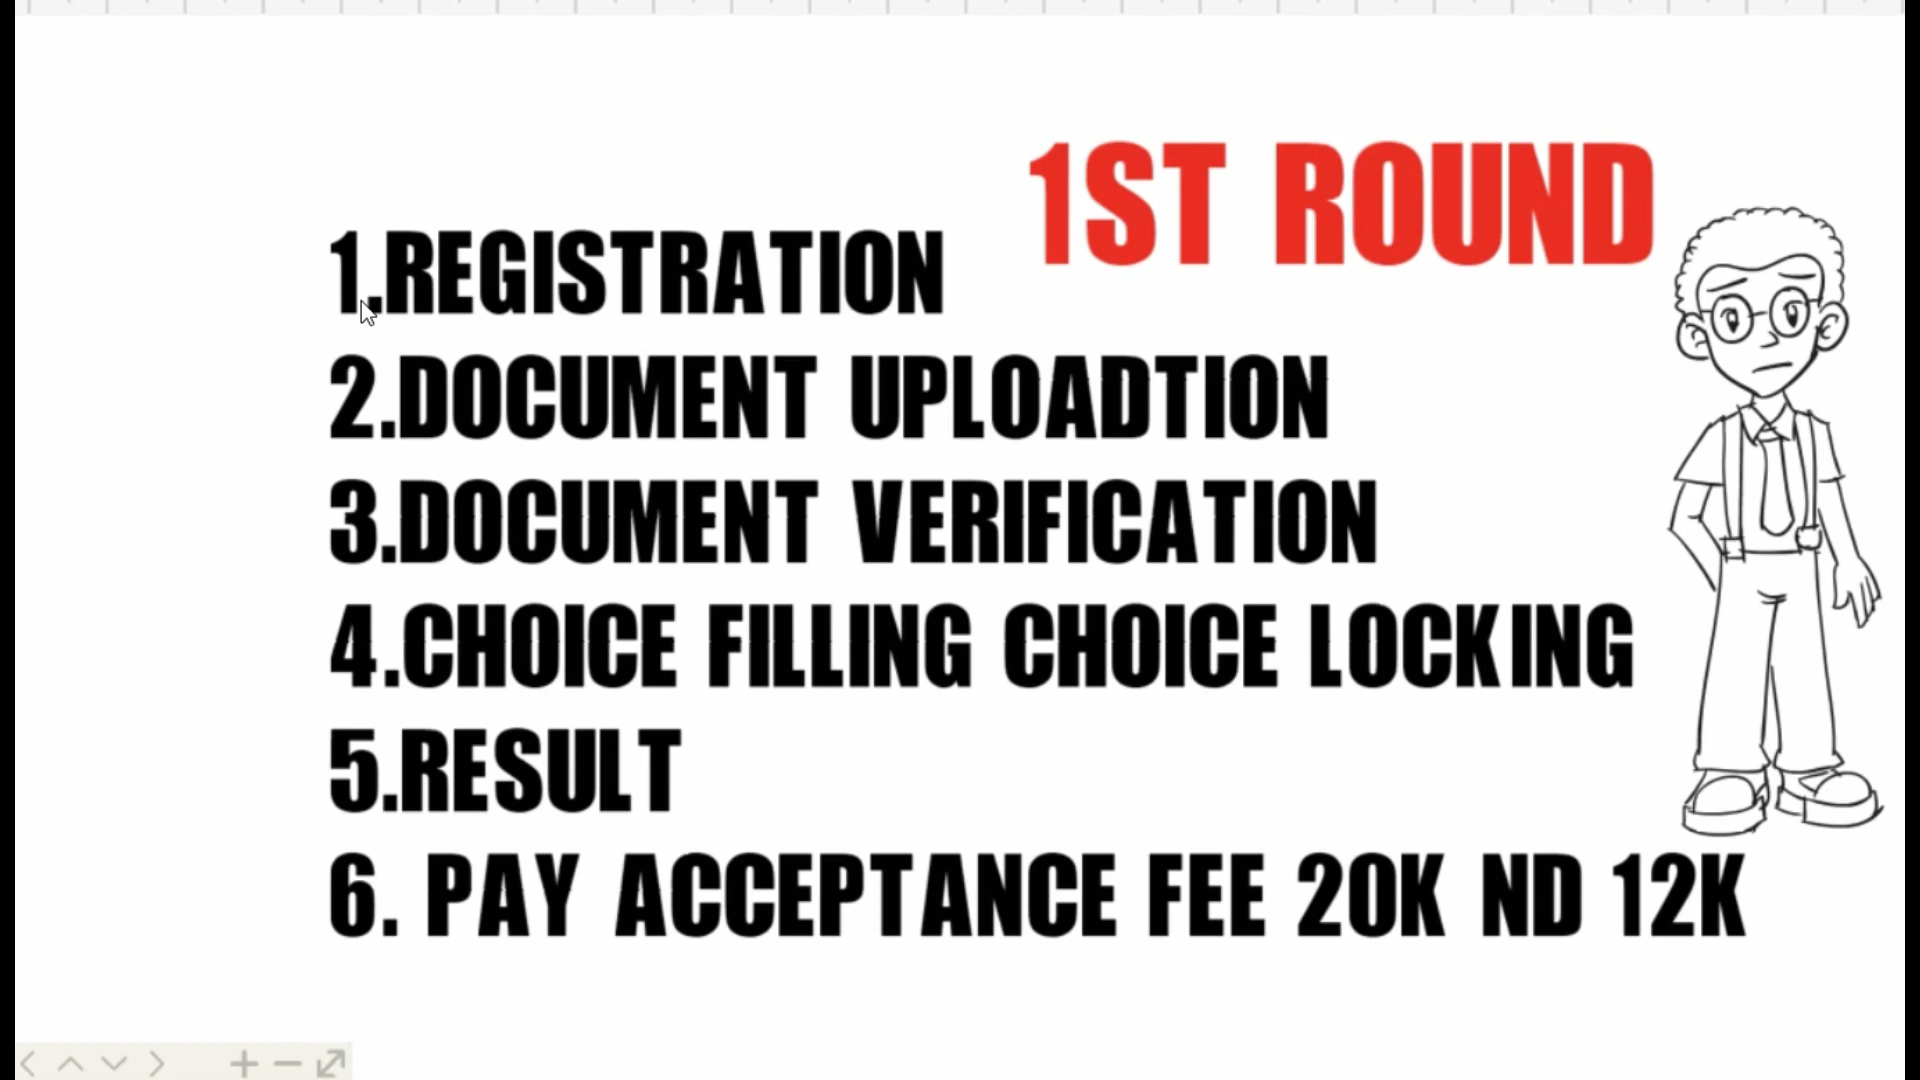 1ST ROUND
1.REGISTRATION
2.DOCUMENT UPLOADTION
3.DOCUMENT VERIFICATION
4.CHOICE FILLING CHOICE LOCKING
5.RESULT
6. PAY ACCEPTANCE FEE 20K ND 12K